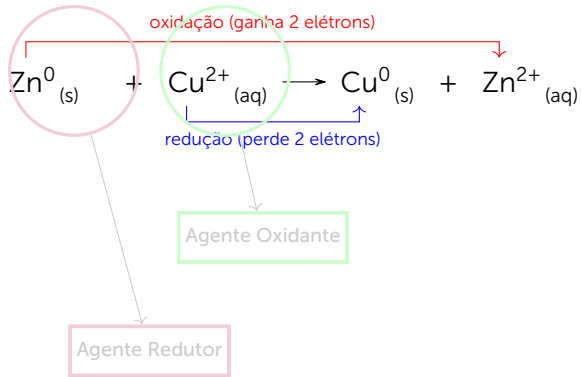 oxidação (ganha 2 elétrons)
Zn⁰₍s₎ + Cu²⁺₍aq₎ → Cu⁰₍s₎ + Zn²⁺₍aq₎
redução (perde 2 elétrons)
Agente Oxidante
Agente Redutor